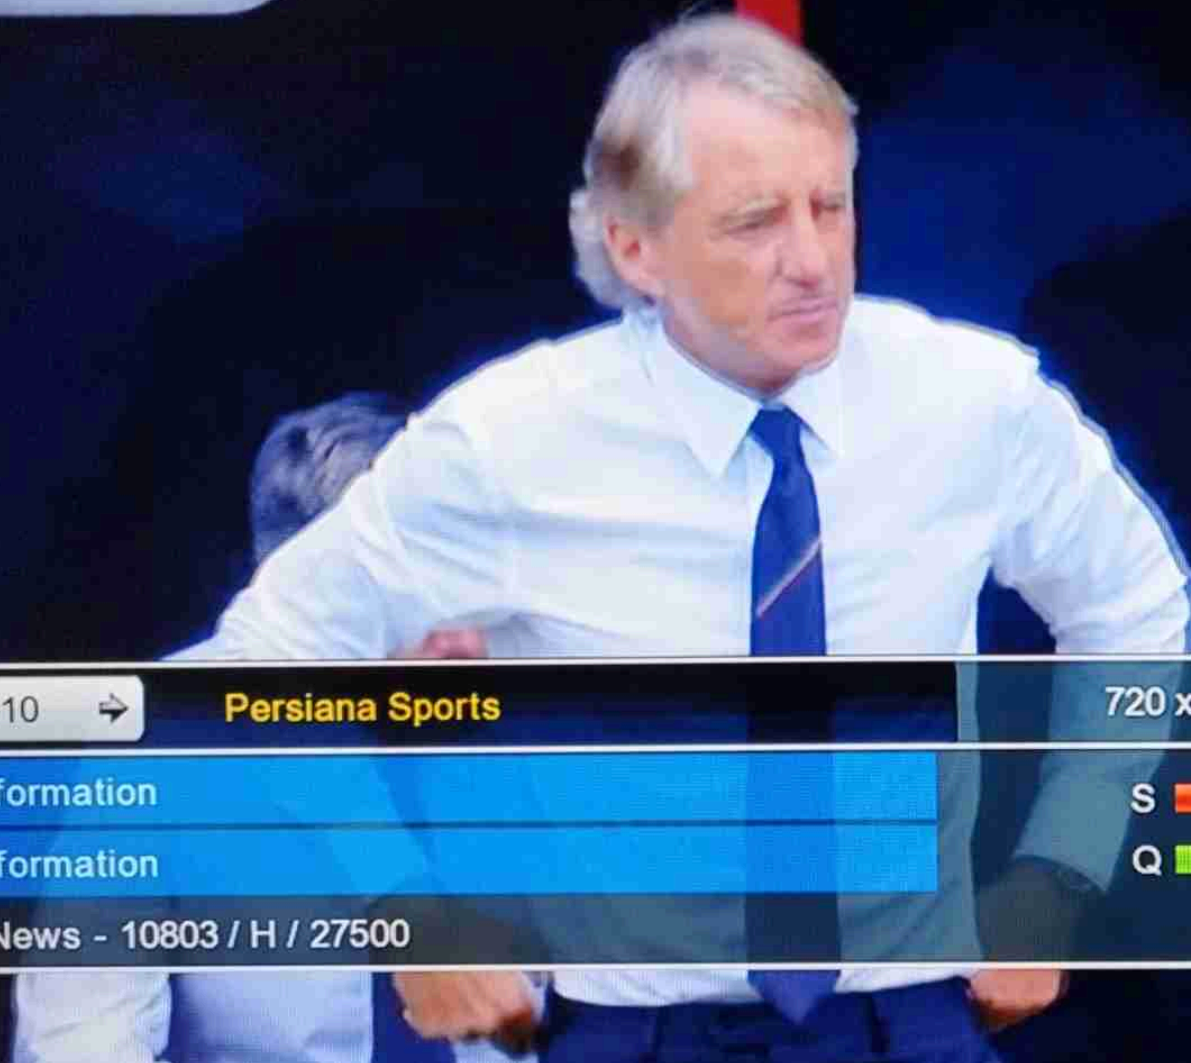 10
Persiana Sports
720 x
formation
S
formation
Q
News - 10803 / H / 27500